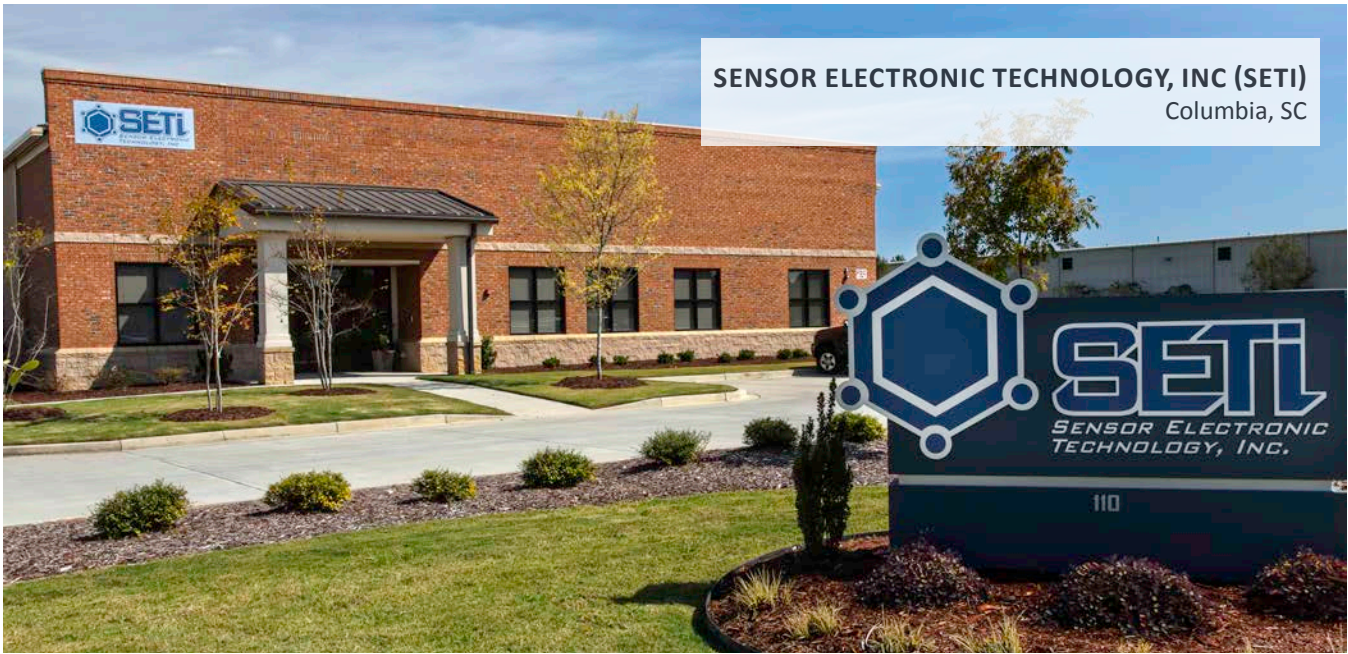 SENSOR ELECTRONIC TECHNOLOGY, INC (SETI)
Columbia, SC
SETi
SENSOR ELECTRONIC
TECHNOLOGY, INC
SETi
SENSOR ELECTRONIC
TECHNOLOGY, INC.
110